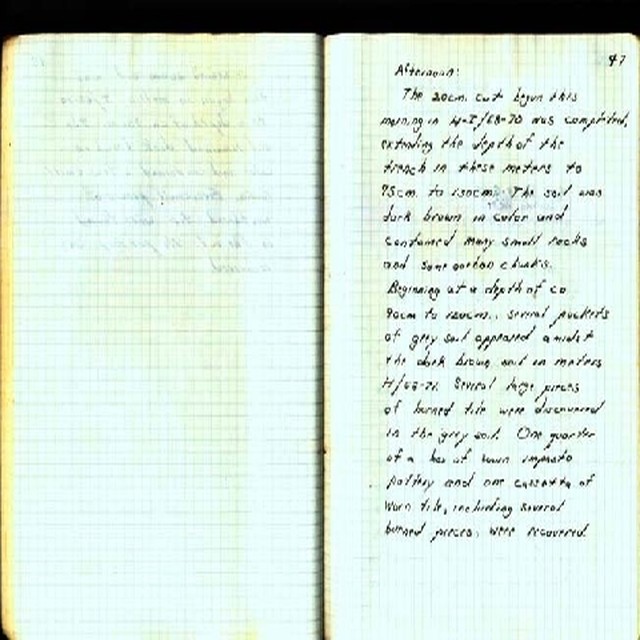 47
Afternoon:
The 20cm. cut begun this
morning in H-I/68-70 was completed,
extending the depth of the
trench in these meters to
95cm. to 120cm. The soil was
dark brown in color and
contained many small rocks
and some carbon chunks.
Beginning at a depth of ca
90cm to 120cm., several pockets
of grey soil appeared amidst
the dark brown soil in meters
H/68-71. Several large pieces
of burned tile were discovered
in the grey soil. One quarter
of a box of worn impasto
pottery and one cassetta of
worn tile, including several
burned pieces, were recovered.